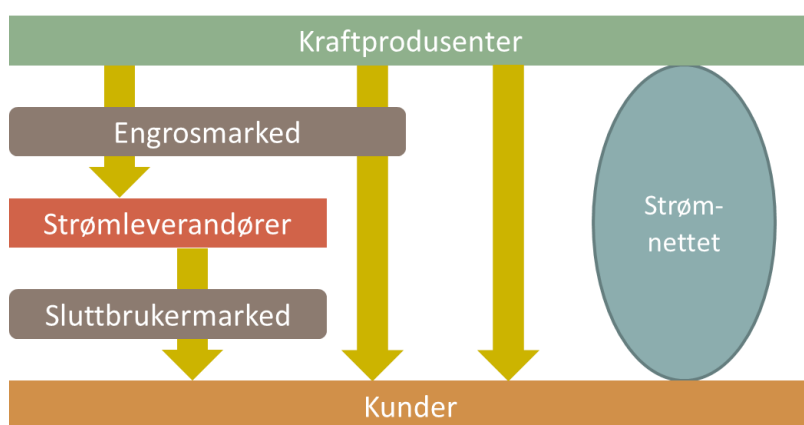 Kraftprodusenter
Engrosmarked
Strømleverandører
Strøm-
nettet
Sluttbrukermarked
Kunder